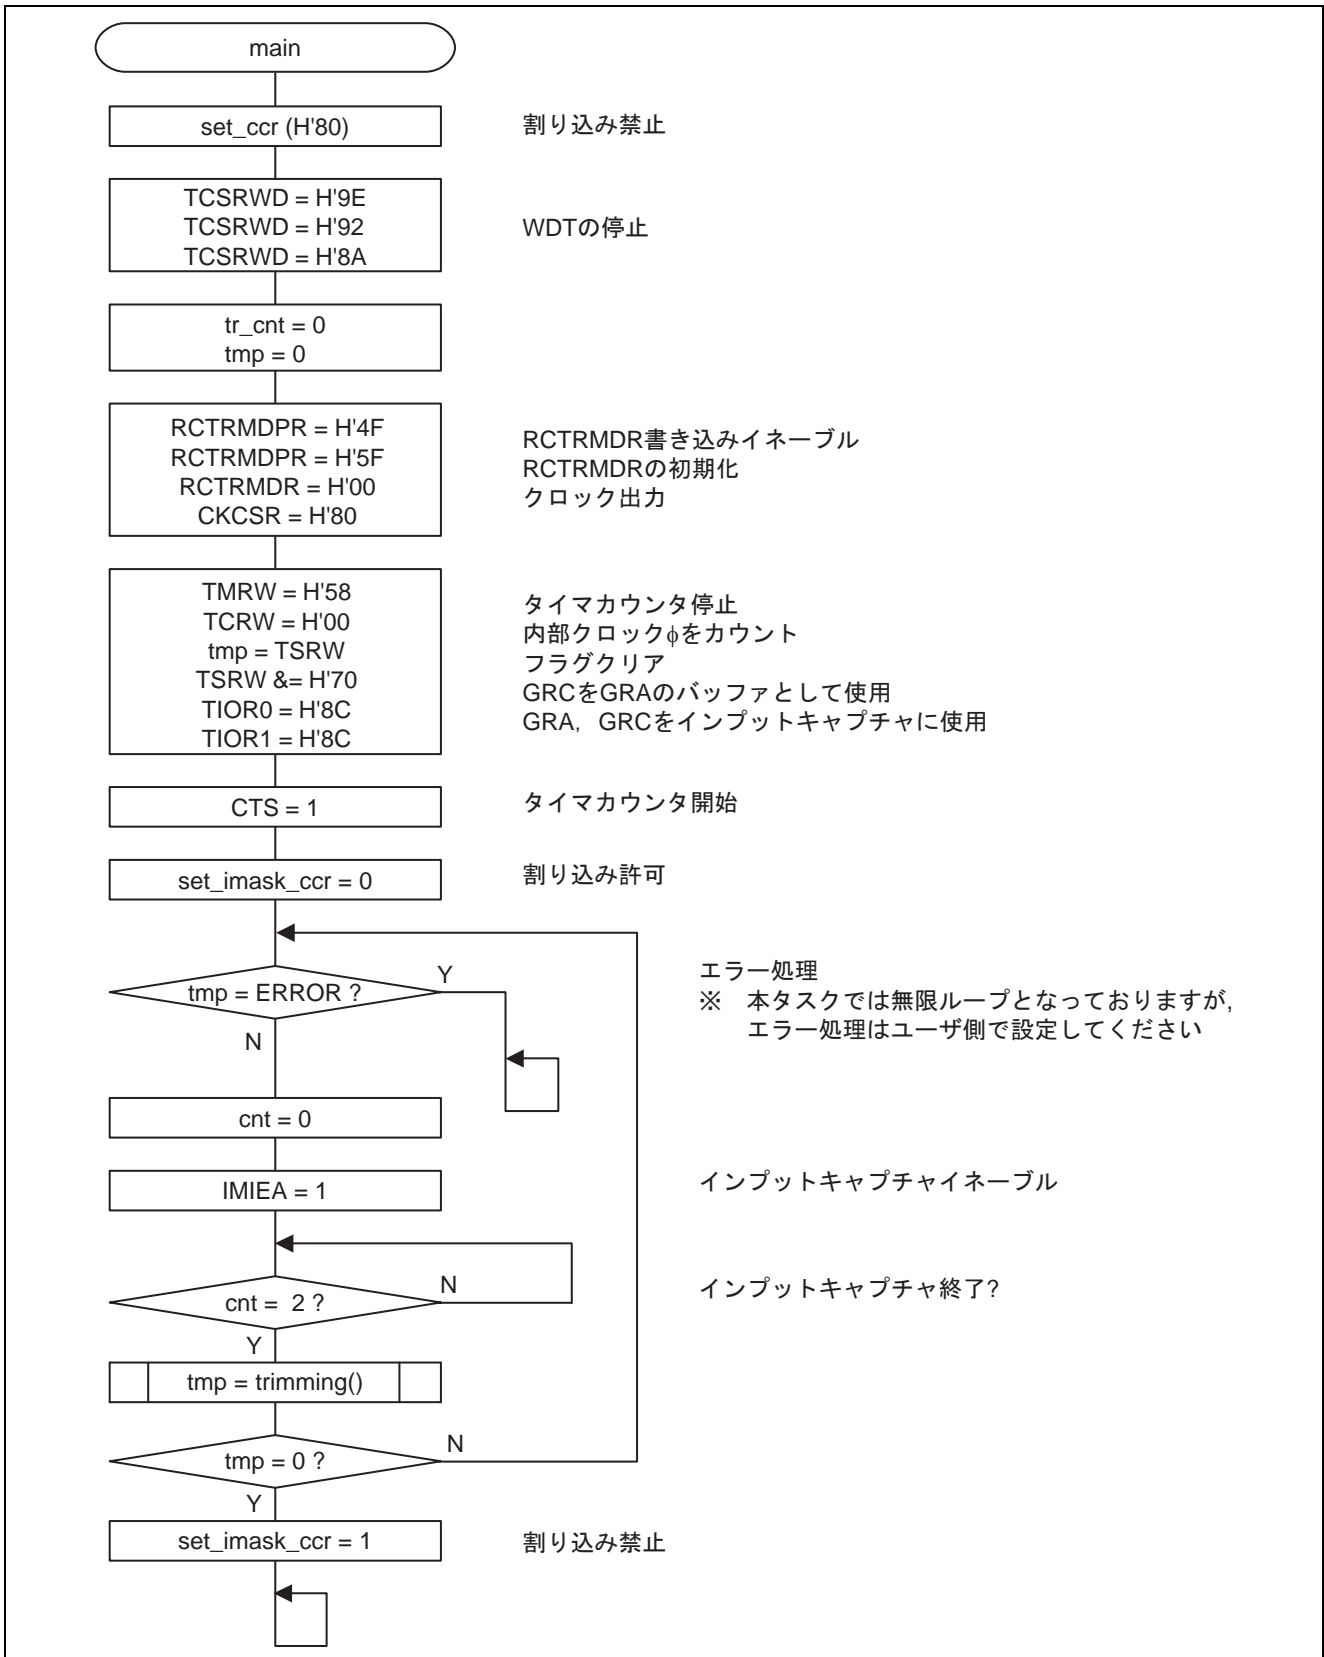 main
set_ccr (H'80)
割り込み禁止
TCSRWD = H'9E
TCSRWD = H'92
TCSRWD = H'8A
WDTの停止
tr_cnt = 0
tmp = 0
RCTRMDPR = H'4F
RCTRMDPR = H'5F
RCTRMDR = H'00
CKCSR = H'80
RCTRMDR書き込みイネーブル
RCTRMDRの初期化
クロック出力
TMRW = H'58
TCRW = H'00
tmp = TSRW
TSRW &= H'70
TIOR0 = H'8C
TIOR1 = H'8C
タイマカウンタ停止
内部クロックφをカウント
フラグクリア
GRCをGRAのバッファとして使用
GRA，GRCをインプットキャプチャに使用
CTS = 1
タイマカウンタ開始
set_imask_ccr = 0
割り込み許可
tmp = ERROR ?
Y
N
エラー処理
※　本タスクでは無限ループとなっておりますが，
エラー処理はユーザ側で設定してください
cnt = 0
IMIEA = 1
インプットキャプチャイネーブル
cnt =  2 ?
N
Y
インプットキャプチャ終了?
tmp = trimming()
tmp = 0 ?
N
Y
set_imask_ccr = 1
割り込み禁止